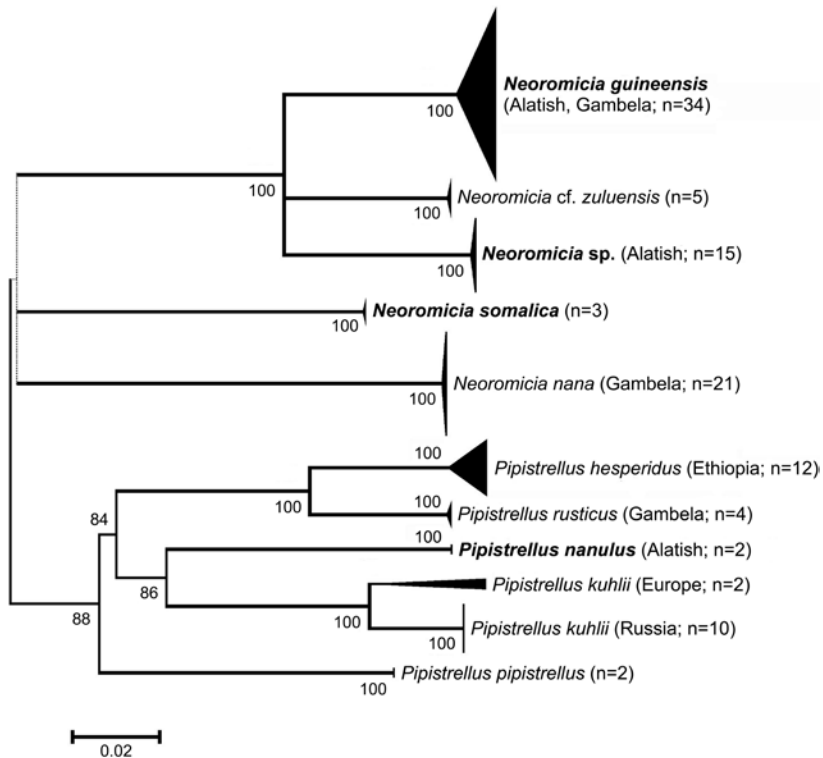 Neoromicia guineensis
(Alatish, Gambela; n=34)
100
100
Neoromicia cf. zuluensis (n=5)
100
Neoromicia sp. (Alatish; n=15)
100
Neoromicia somalica (n=3)
100
Neoromicia nana (Gambela; n=21)
100
100
Pipistrellus hesperidus (Ethiopia; n=12)
100
100
Pipistrellus rusticus (Gambela; n=4)
84
100
Pipistrellus nanulus (Alatish; n=2)
86
Pipistrellus kuhlii (Europe; n=2)
88
100
Pipistrellus kuhlii (Russia; n=10)
100
Pipistrellus pipistrellus (n=2)
100
0.02